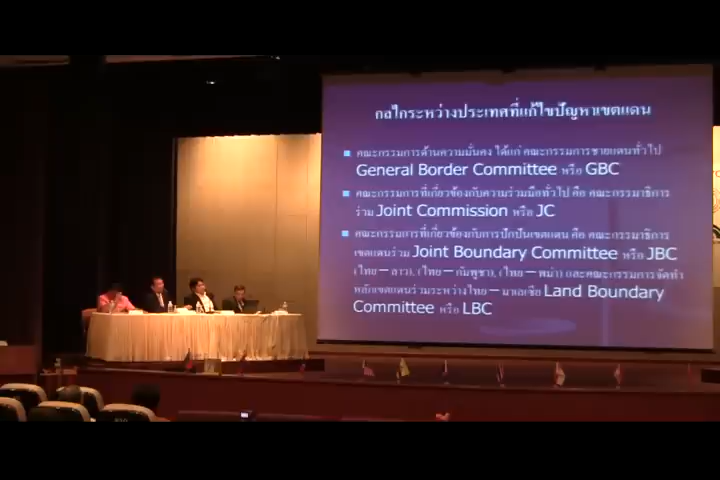 กลไกระหว่างประเทศที่แก้ไขปัญหาเขตแดน
คณะกรรมการด้านความมั่นคง ได้แก่ คณะกรรมการชายแดนทั่วไป
General Border Committee หรือ GBC
คณะกรรมการที่เกี่ยวข้องกับความร่วมมือทั่วไป คือ คณะกรรมาธิการ
ร่วม Joint Commission หรือ JC
คณะกรรมการที่เกี่ยวข้องกับการปักปันเขตแดน คือ คณะกรรมาธิการ
เขตแดนร่วม Joint Boundary Committee หรือ JBC
(ไทย – ลาว), (ไทย – กัมพูชา), (ไทย – พม่า) และคณะกรรมการจัดทำ
หลักเขตแดนร่วมระหว่างไทย – มาเลเซีย Land Boundary
Committee หรือ LBC